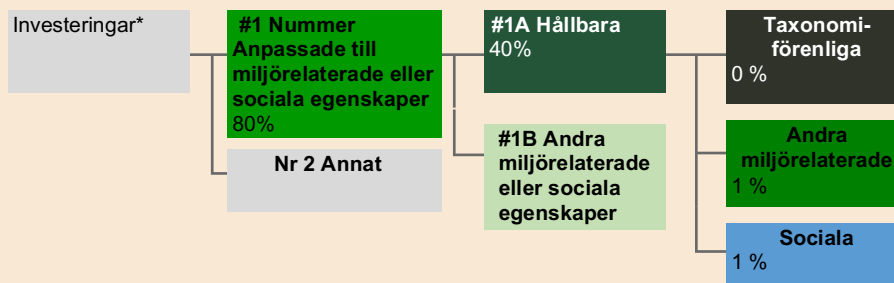 Investeringar*
#1 Nummer
Anpassade till
miljörelaterade eller
sociala egenskaper
80%
Nr 2 Annat
#1A Hållbara
40%
#1B Andra
miljörelaterade
eller sociala
egenskaper
Taxonomi-
förenliga
0 %
Andra
miljörelaterade
1 %
Sociala
1 %